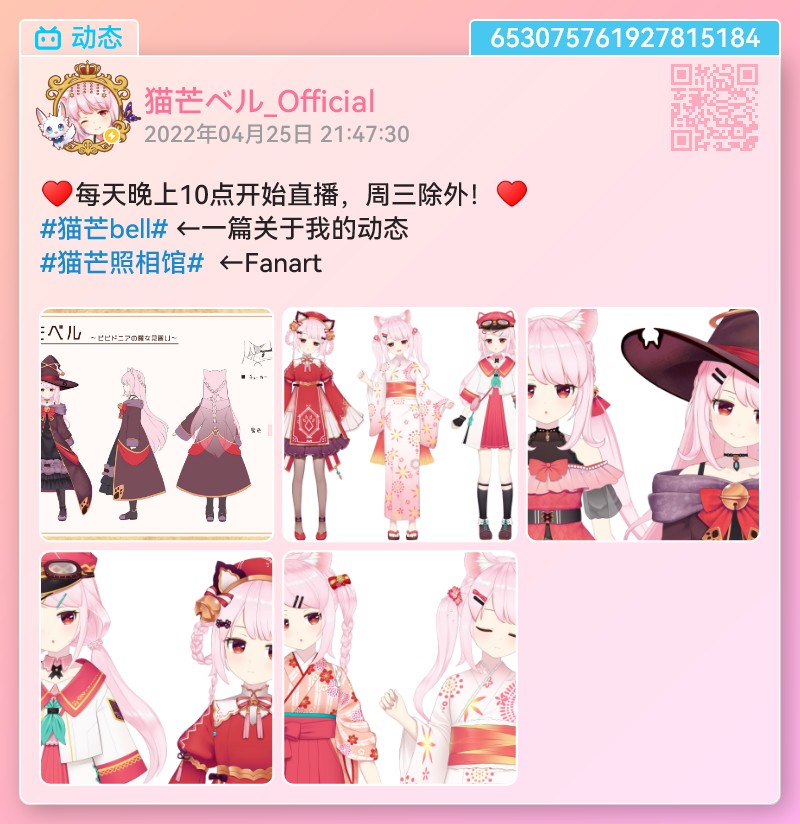 动态
653075761927815184
猫芒ベル_Official
2022年04月25日 21:47:30
❤每天晚上10点开始直播，周三除外！❤
#猫芒bell# ←一篇关于我的动态
#猫芒照相馆# ←Fanart
ベル